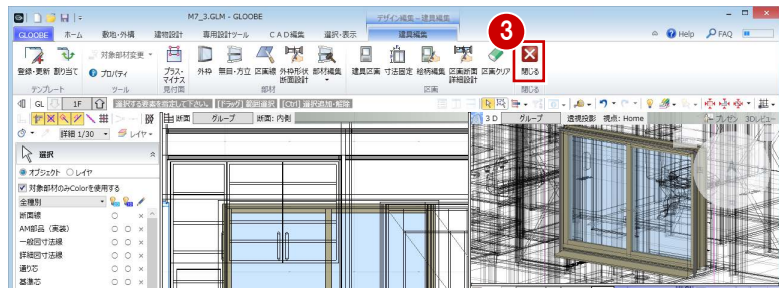 M7_3.GLM - GLOOBE
デザイン編集 - 建具編集
3
GLOOBE ホーム 敷地・外構 建物設計 専用設計ツール CAD編集 選択・表示 建具編集
Help FAQ
登録・更新 割り当て
対象部材変更
プロパティ
プラス・マイナス
外枠 無目・方立 区画線 外枠形状断面設計 部材編集
建具区画 寸法固定 絵柄編集 区画断面詳細設計 区画クリア
閉じる
テンプレート ツール 見付面 部材 区画 閉じる
GL 1F 選択する要素を指定して下さい。 [ドラッグ]範囲選択 [Ctrl]選択追加・解除
詳細 1/30 レイヤ
断面 グループ 断面: 内側
3D グループ 透視投影 視点: Home プレゼン 3Dレビュー
選択
オブジェクト レイヤ
対象部材のみColorを使用する
全種別
断面線
AM部品（実装）
一般図寸法線
詳細図寸法線
通り芯
基準芯